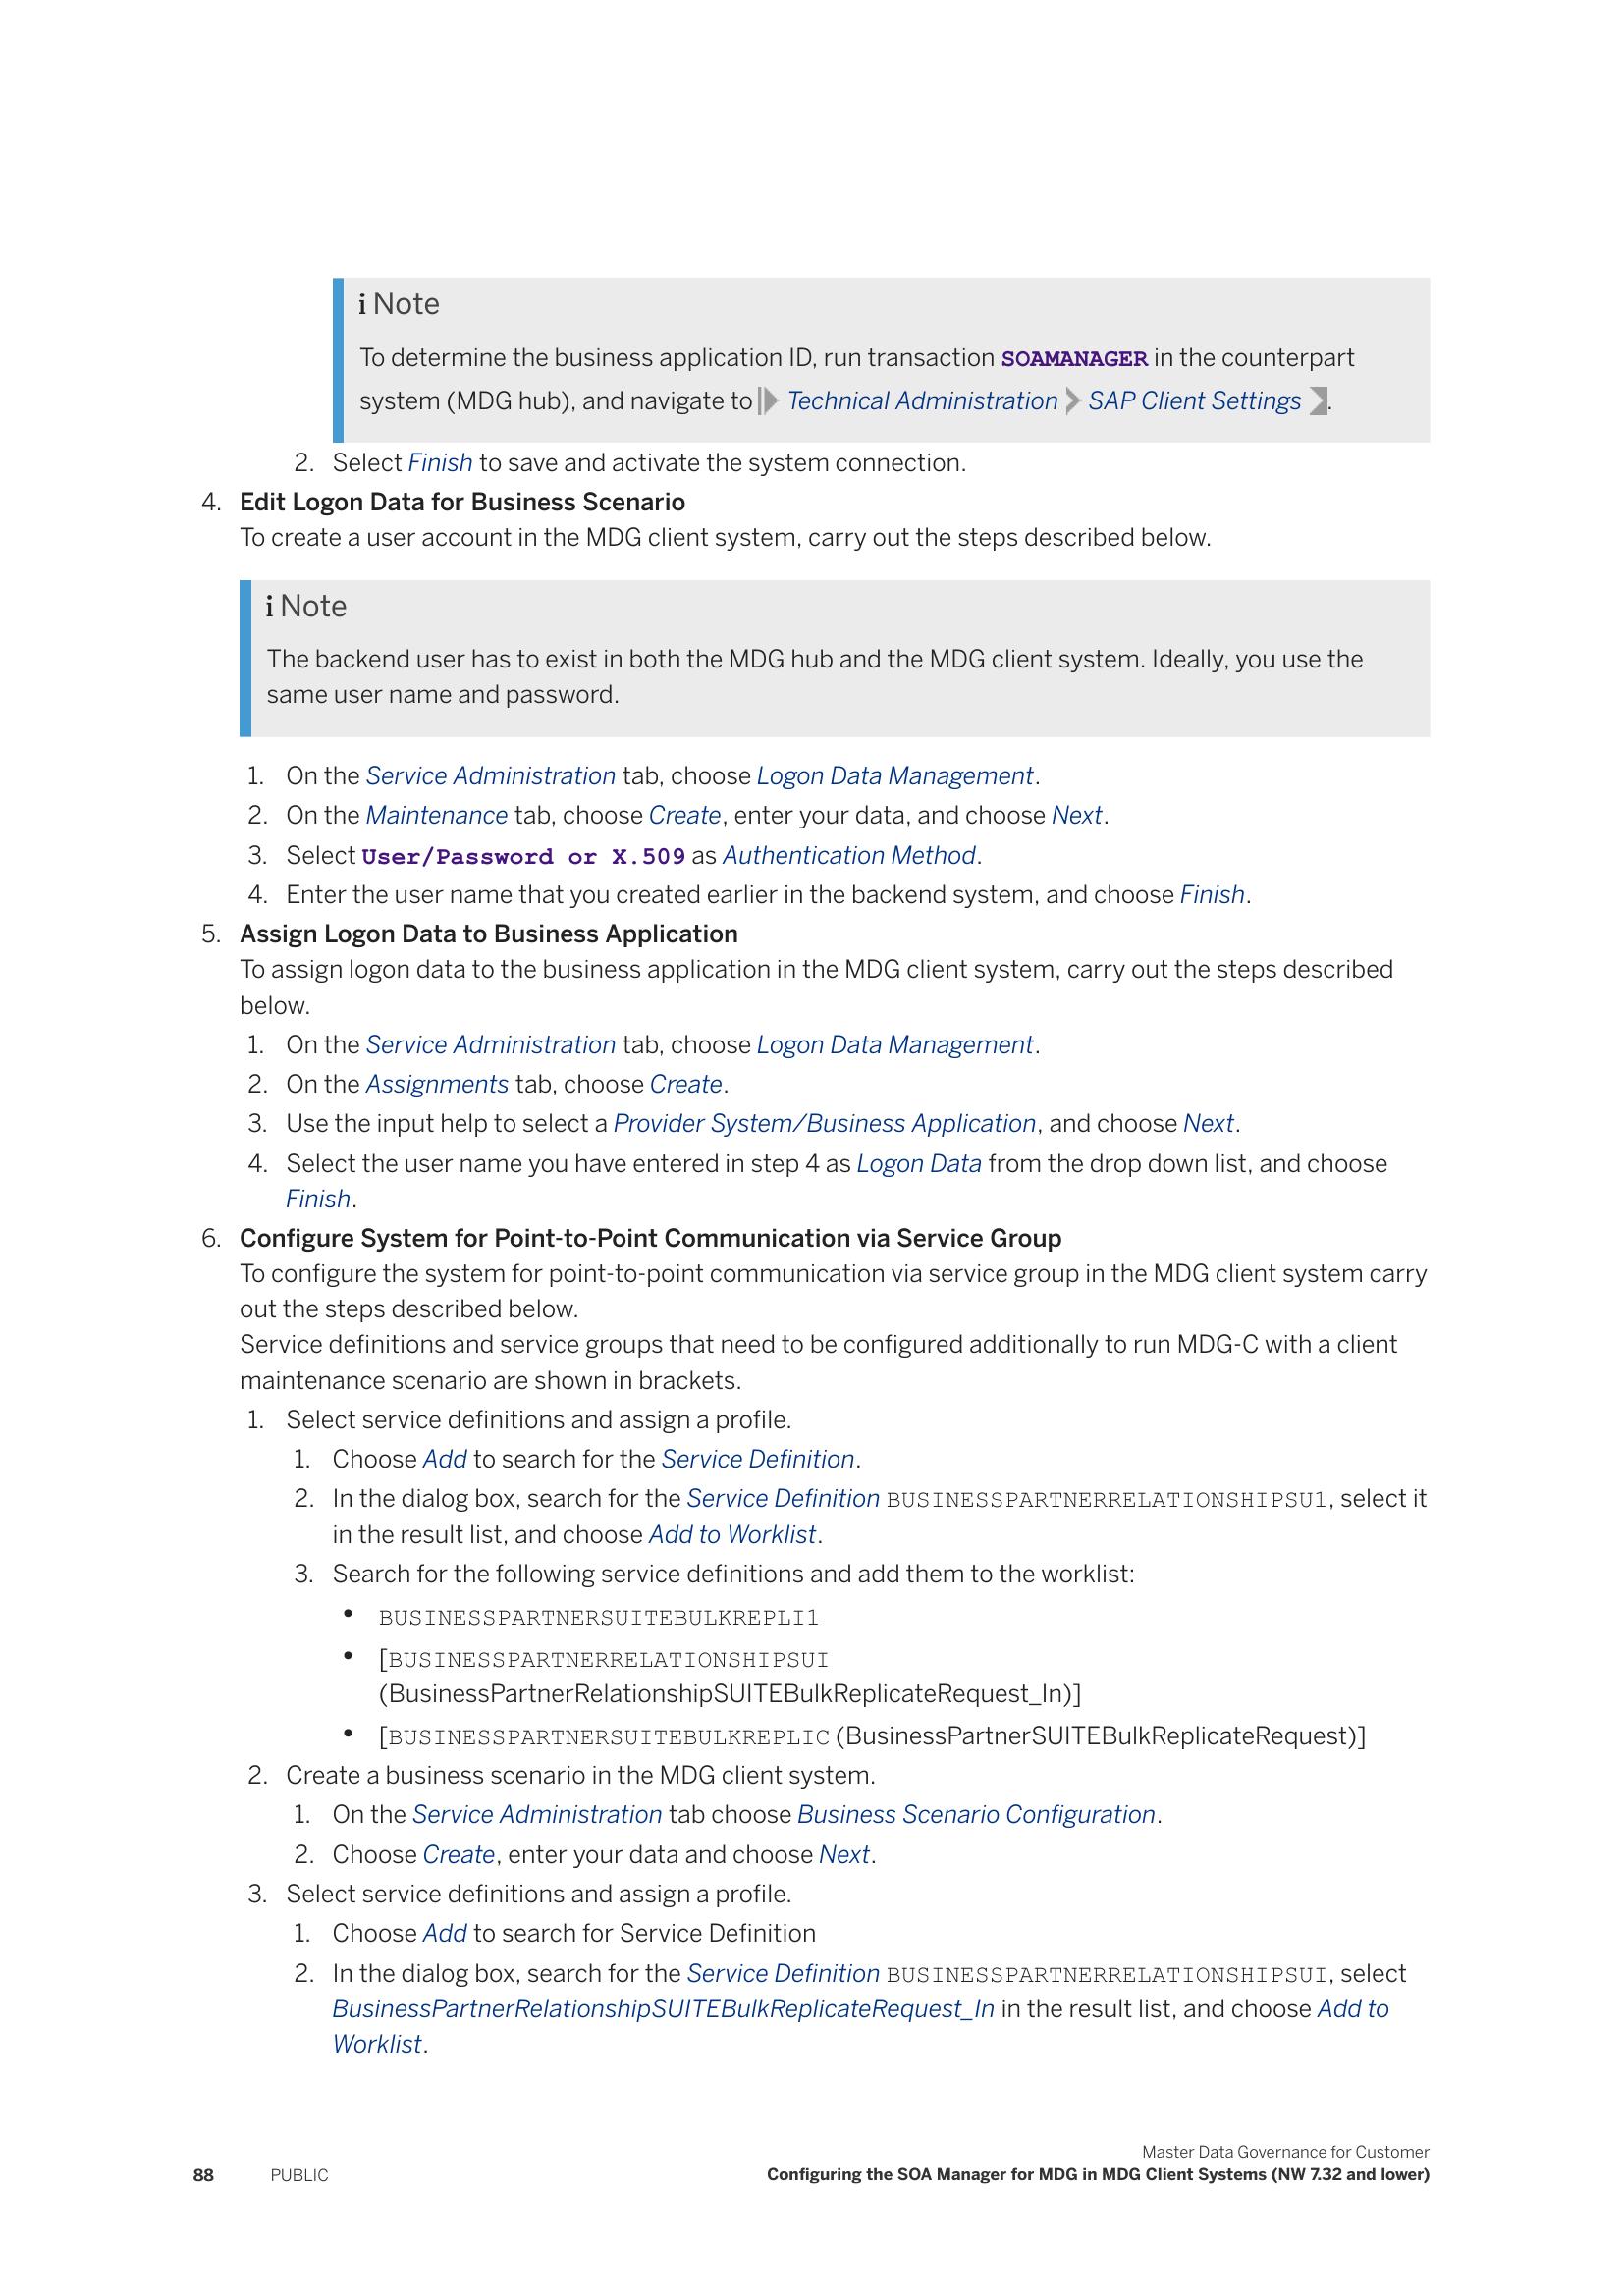 i Note
To determine the business application ID, run transaction SOAMANAGER in the counterpart
system (MDG hub), and navigate to Technical Administration SAP Client Settings .
2. Select Finish to save and activate the system connection.
4. Edit Logon Data for Business Scenario
To create a user account in the MDG client system, carry out the steps described below.
i Note
The backend user has to exist in both the MDG hub and the MDG client system. Ideally, you use the
same user name and password.
1. On the Service Administration tab, choose Logon Data Management.
2. On the Maintenance tab, choose Create, enter your data, and choose Next.
3. Select User/Password or X.509 as Authentication Method.
4. Enter the user name that you created earlier in the backend system, and choose Finish.
5. Assign Logon Data to Business Application
To assign logon data to the business application in the MDG client system, carry out the steps described
below.
1. On the Service Administration tab, choose Logon Data Management.
2. On the Assignments tab, choose Create.
3. Use the input help to select a Provider System/Business Application, and choose Next.
4. Select the user name you have entered in step 4 as Logon Data from the drop down list, and choose
Finish.
6. Configure System for Point-to-Point Communication via Service Group
To configure the system for point-to-point communication via service group in the MDG client system carry
out the steps described below.
Service definitions and service groups that need to be configured additionally to run MDG-C with a client
maintenance scenario are shown in brackets.
1. Select service definitions and assign a profile.
1. Choose Add to search for the Service Definition.
2. In the dialog box, search for the Service Definition BUSINESSPARTNERRELATIONSHIPSU1, select it
in the result list, and choose Add to Worklist.
3. Search for the following service definitions and add them to the worklist:
• BUSINESSPARTNERSUITEBULKREPLI1
• [BUSINESSPARTNERRELATIONSHIPSUI
(BusinessPartnerRelationshipSUITEBulkReplicateRequest_In)]
• [BUSINESSPARTNERSUITEBULKREPLIC (BusinessPartnerSUITEBulkReplicateRequest)]
2. Create a business scenario in the MDG client system.
1. On the Service Administration tab choose Business Scenario Configuration.
2. Choose Create, enter your data and choose Next.
3. Select service definitions and assign a profile.
1. Choose Add to search for Service Definition
2. In the dialog box, search for the Service Definition BUSINESSPARTNERRELATIONSHIPSUI, select
BusinessPartnerRelationshipSUITEBulkReplicateRequest_In in the result list, and choose Add to
Worklist.
Master Data Governance for Customer
88 PUBLIC Configuring the SOA Manager for MDG in MDG Client Systems (NW 7.32 and lower)